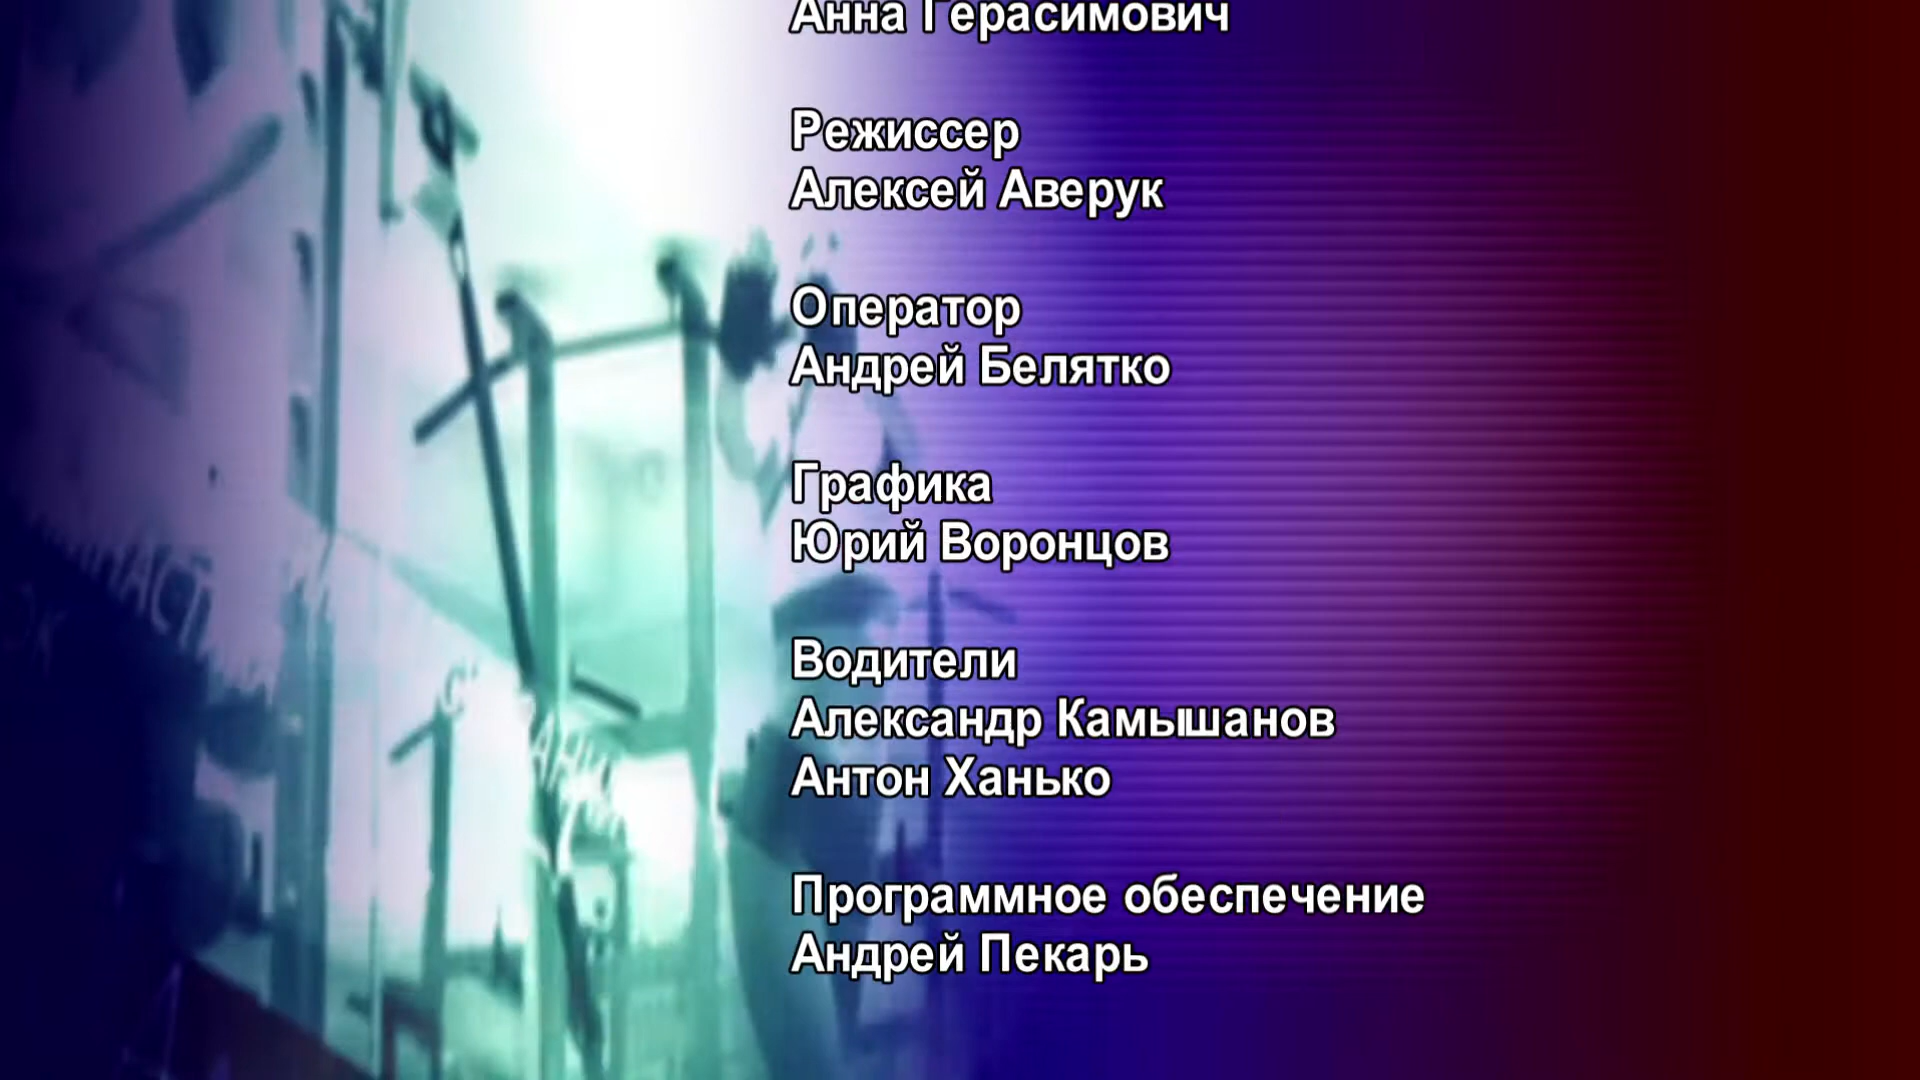 Анна Герасимович
Режиссер
Алексей Аверук
Оператор
Андрей Белятко
Графика
Юрий Воронцов
Водители
Александр Камышанов
Антон Ханько
Программное обеспечение
Андрей Пекарь